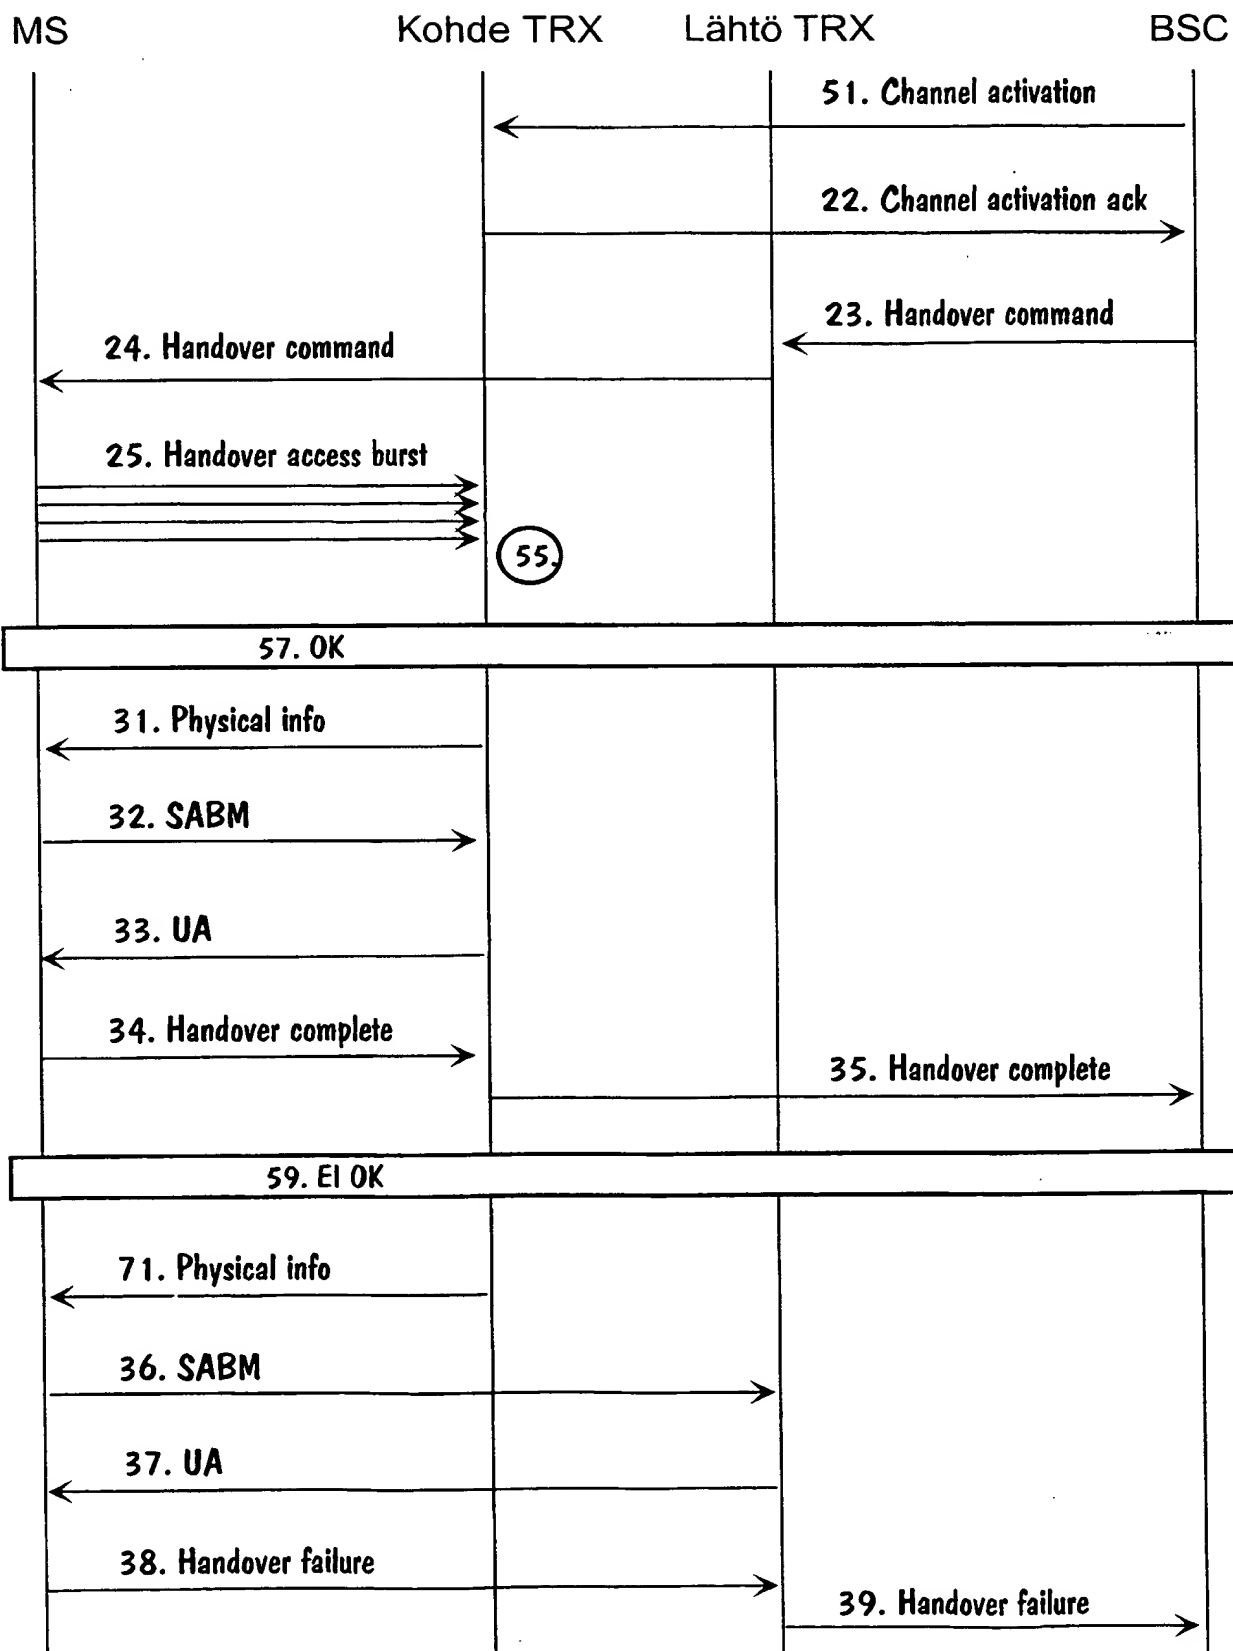 MS Kohde TRX Lähtö TRX BSC
51. Channel activation
22. Channel activation ack
23. Handover command
24. Handover command
25. Handover access burst
55.
57. OK
31. Physical info
32. SABM
33. UA
34. Handover complete
35. Handover complete
59. EI OK
71. Physical info
36. SABM
37. UA
38. Handover failure
39. Handover failure